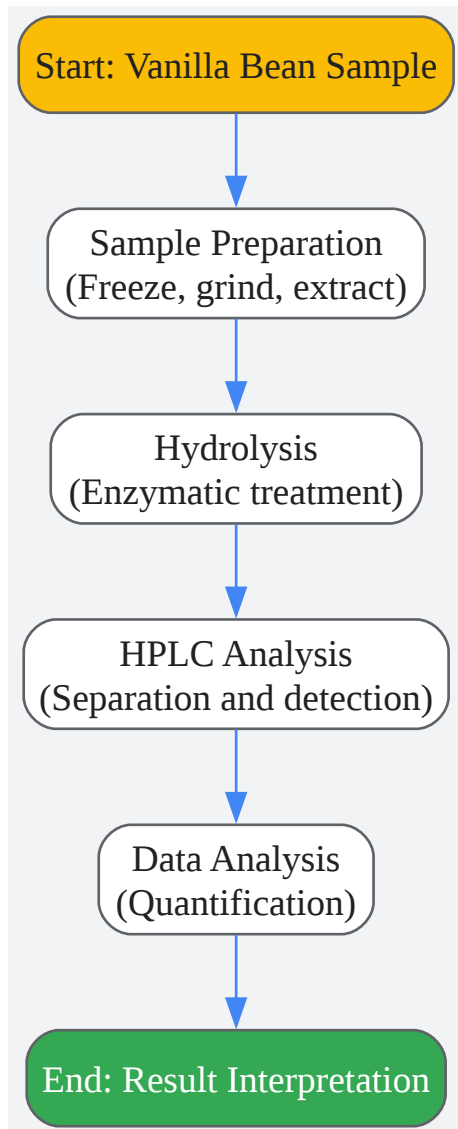 Start: Vanilla Bean Sample
Sample Preparation
(Freeze, grind, extract)
Hydrolysis
(Enzymatic treatment)
HPLC Analysis
(Separation and detection)
Data Analysis
(Quantification)
End: Result Interpretation